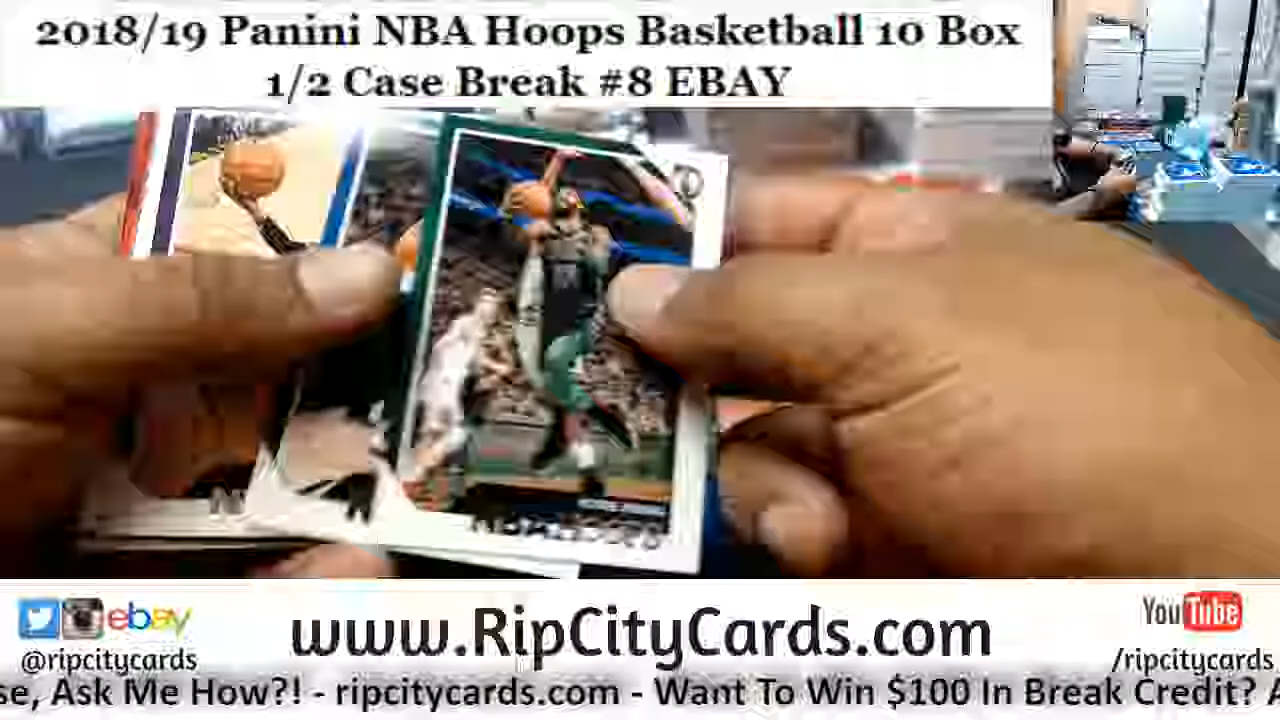 2018/19 Panini NBA Hoops Basketball 10 Box
1/2 Case Break #8 EBAY
ebay
@ripcitycards
www.RipCityCards.com
YouTube
/ripcitycards
se, Ask Me How?! - ripcitycards.com - Want To Win $100 In Break Credit? A